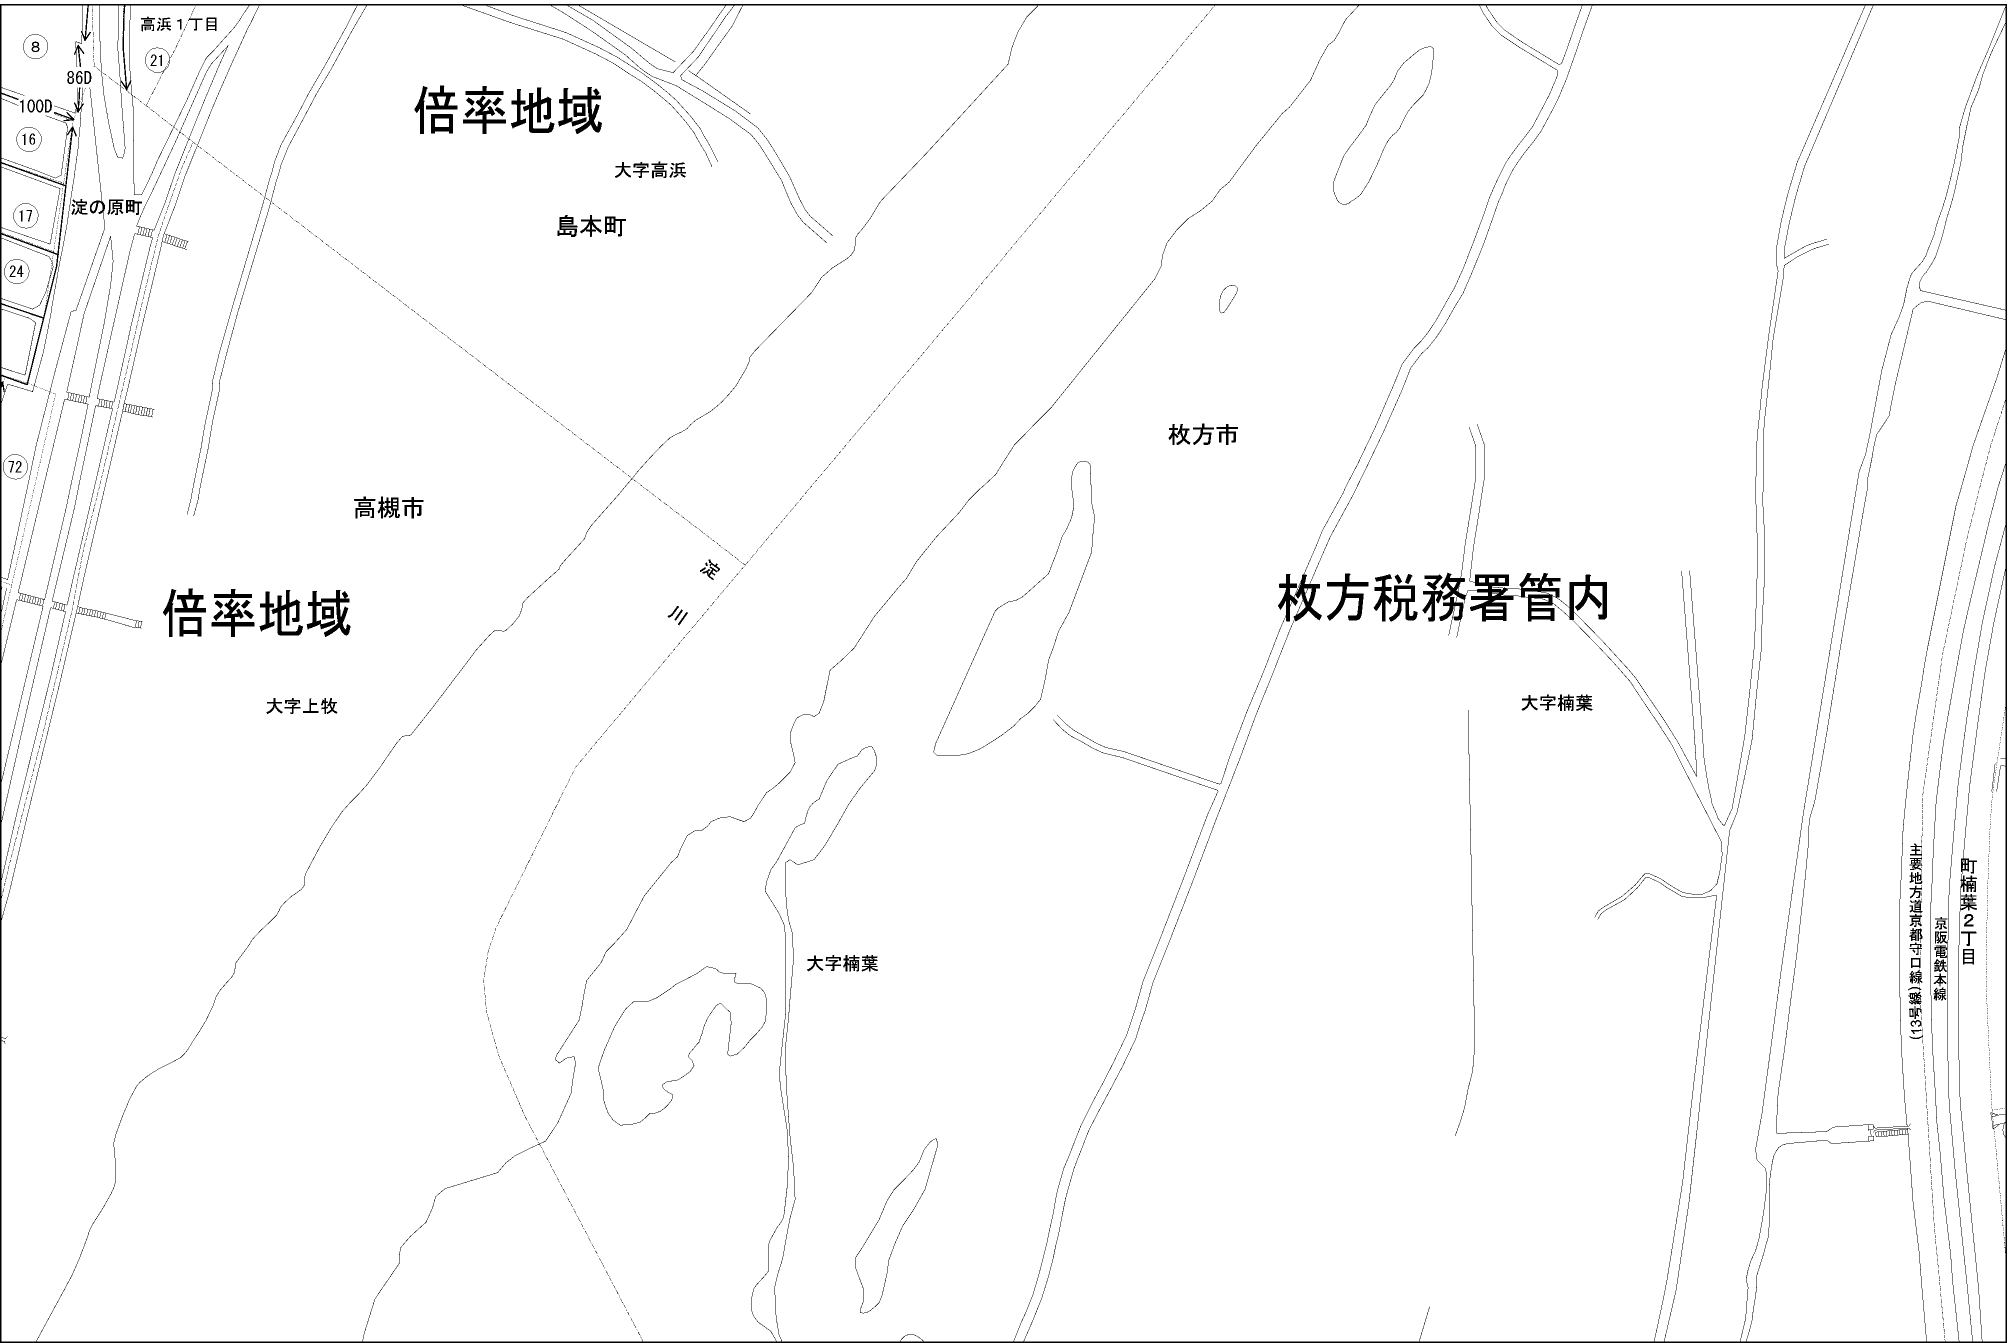 高浜１丁目
8
21
86D
100D
16
淀の原町
17
24
72
倍率地域
大字高浜
島本町
高槻市
倍率地域
大字上牧
淀川
枚方市
枚方税務署管内
大字楠葉
大字楠葉
主要地方道京都守口線(13号線)
京阪電鉄本線
町楠葉２丁目